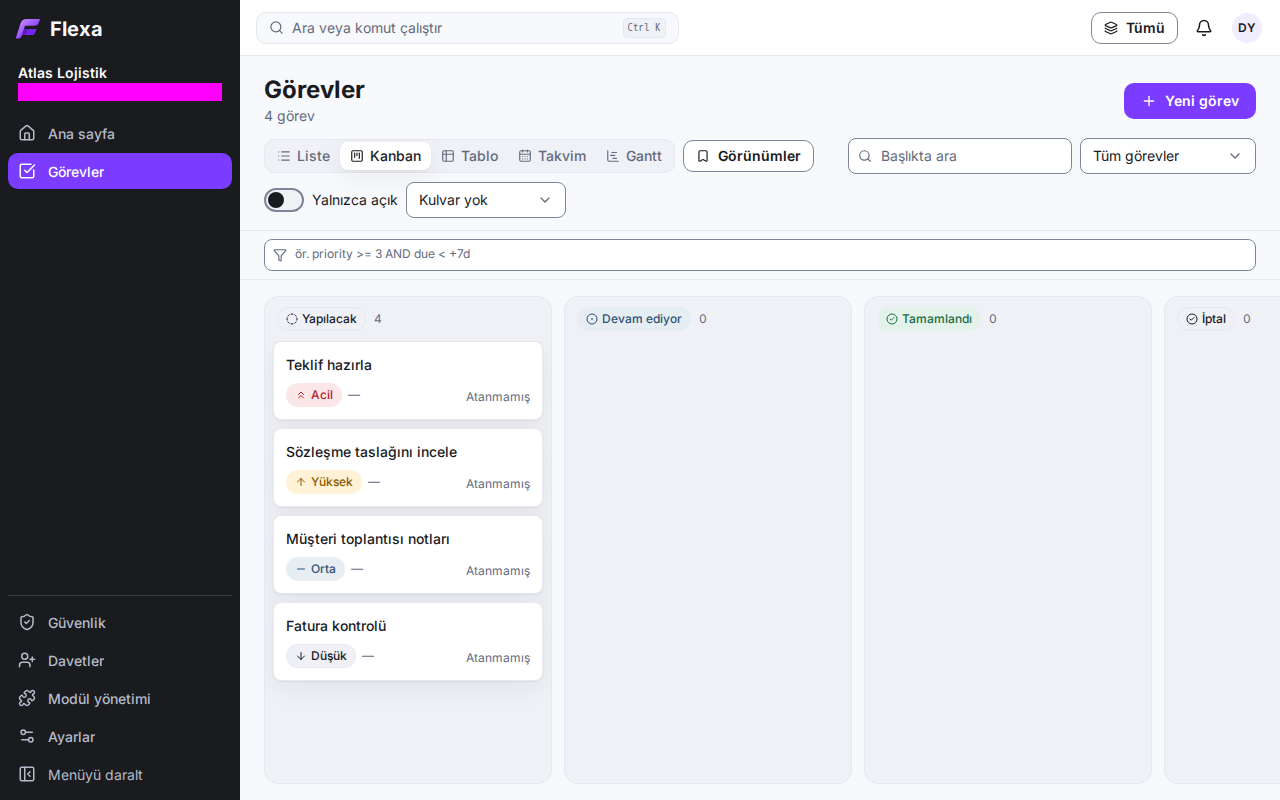 Flexa
Ara veya komut çalıştır
Ctrl K
Tümü
DY
Atlas Lojistik
Ana sayfa
Görevler
Güvenlik
Davetler
Modül yönetimi
Ayarlar
Menüyü daralt
Görevler
4 görev
Yeni görev
Liste
Kanban
Tablo
Takvim
Gantt
Görünümler
Başlıkta ara
Tüm görevler
Yalnızca açık
Kulvar yok
ör. priority >= 3 AND due < +7d
Yapılacak 4
Teklif hazırla
Acil —
Atanmamış
Sözleşme taslağını incele
Yüksek —
Atanmamış
Müşteri toplantısı notları
Orta —
Atanmamış
Fatura kontrolü
Düşük —
Atanmamış
Devam ediyor 0
Tamamlandı 0
İptal 0